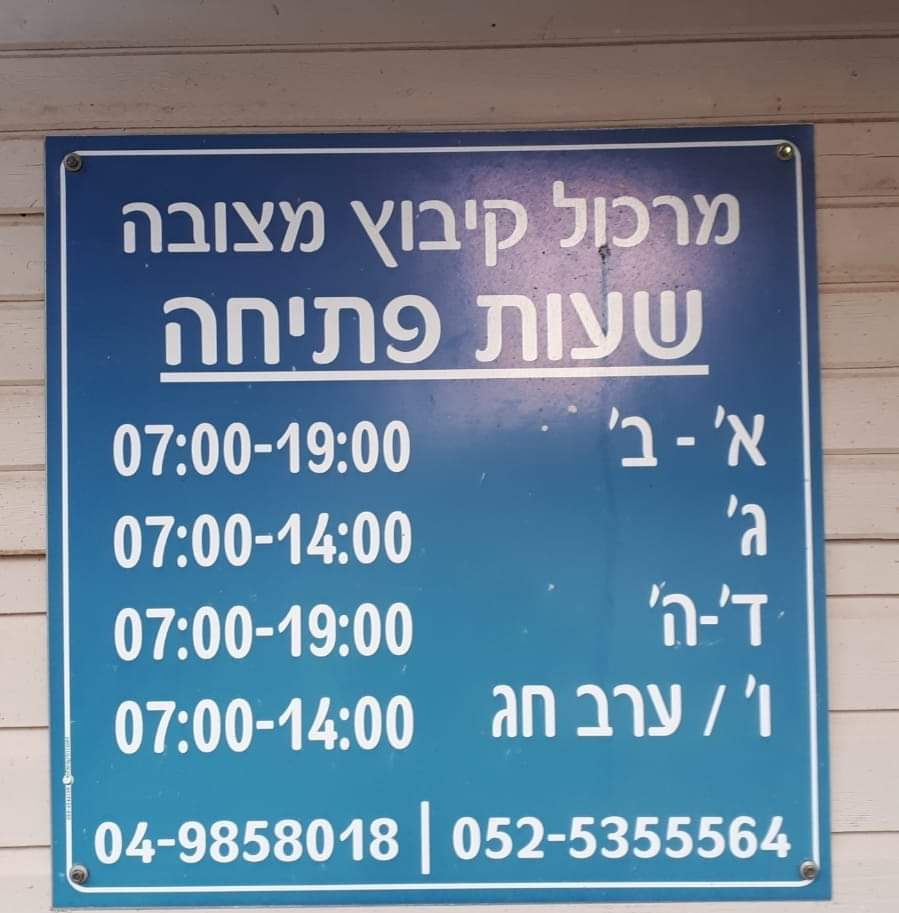 מרכול קיבוץ מצובה
שעות פתיחה
א' - ב' 07:00-19:00
ג' 07:00-14:00
ד'-ה' 07:00-19:00
ו' / ערב חג 07:00-14:00
04-9858018 | 052-5355564